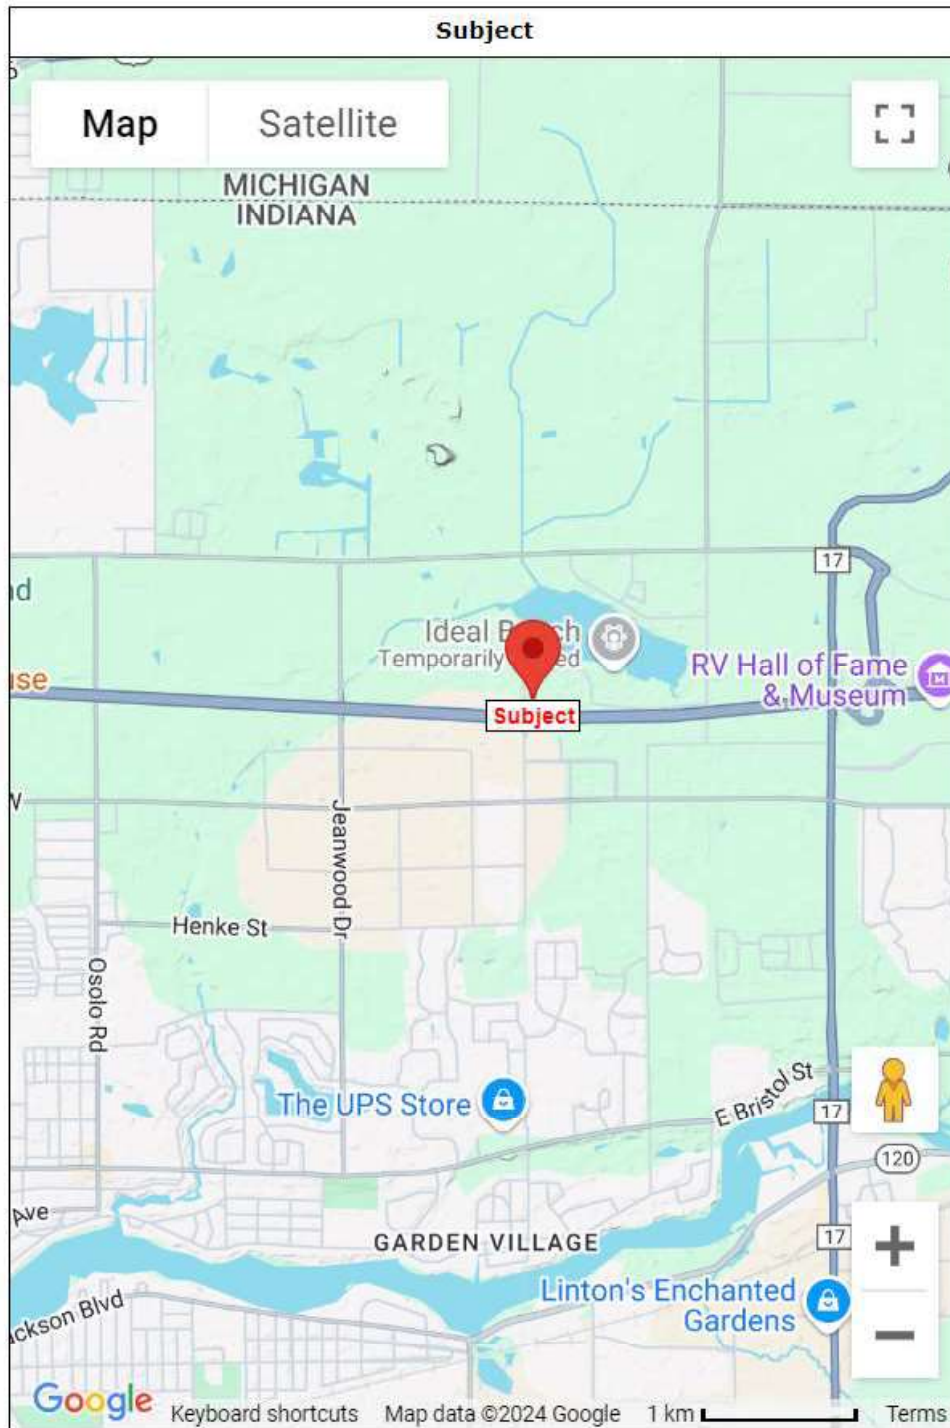 Subject
Map
Satellite
MICHIGAN
INDIANA
17
Ideal
Temporarily
RV Hall of Fame
& Museum
Subject
Jeanwood Dr
Henke St
Osolo Rd
The UPS Store
E Bristol St
17
120
Ave
GARDEN VILLAGE
17
Linton's Enchanted
Gardens
ckson Blvd
Google
Keyboard shortcuts
Map data ©2024 Google
1 km
Terms